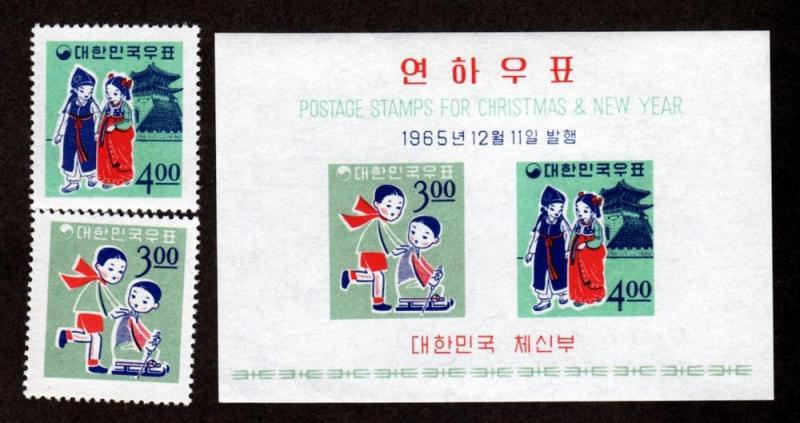 대한민국우표
4.00
대한민국우표
3.00
연하우표
POSTAGE STAMPS FOR CHRISTMAS & NEW YEAR
1965년 12월 11일 발행
대한민국우표
3.00
대한민국우표
4.00
대한민국 체신부